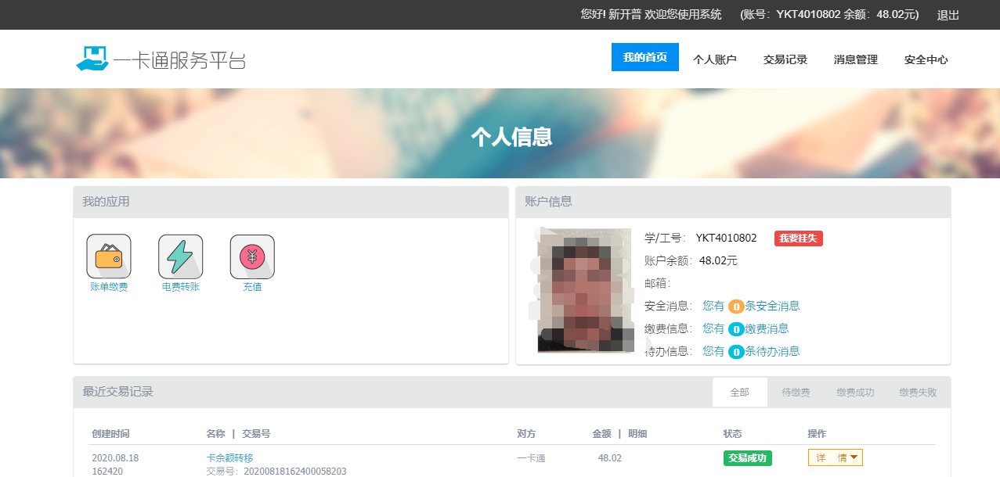 您好! 新开普 欢迎您使用系统 (账号：YKT4010802 余额：48.02元) 退出
一卡通服务平台
我的首页 个人账户 交易记录 消息管理 安全中心
个人信息
我的应用
账单缴费 电费转账 充值
账户信息
学/工号： YKT4010802 我要挂失
账户余额：48.02元
邮箱：
安全消息： 您有 0 条安全消息
缴费信息： 您有 0 缴费消息
待办信息： 您有 0 条待办消息
最近交易记录 全部 待缴费 缴费成功 缴费失败
创建时间 名称 | 交易号 对方 金额 | 明细 状态 操作
2020.08.18 卡余额转移 一卡通 48.02 交易成功 详 情
162420 交易号：20200818162400058203